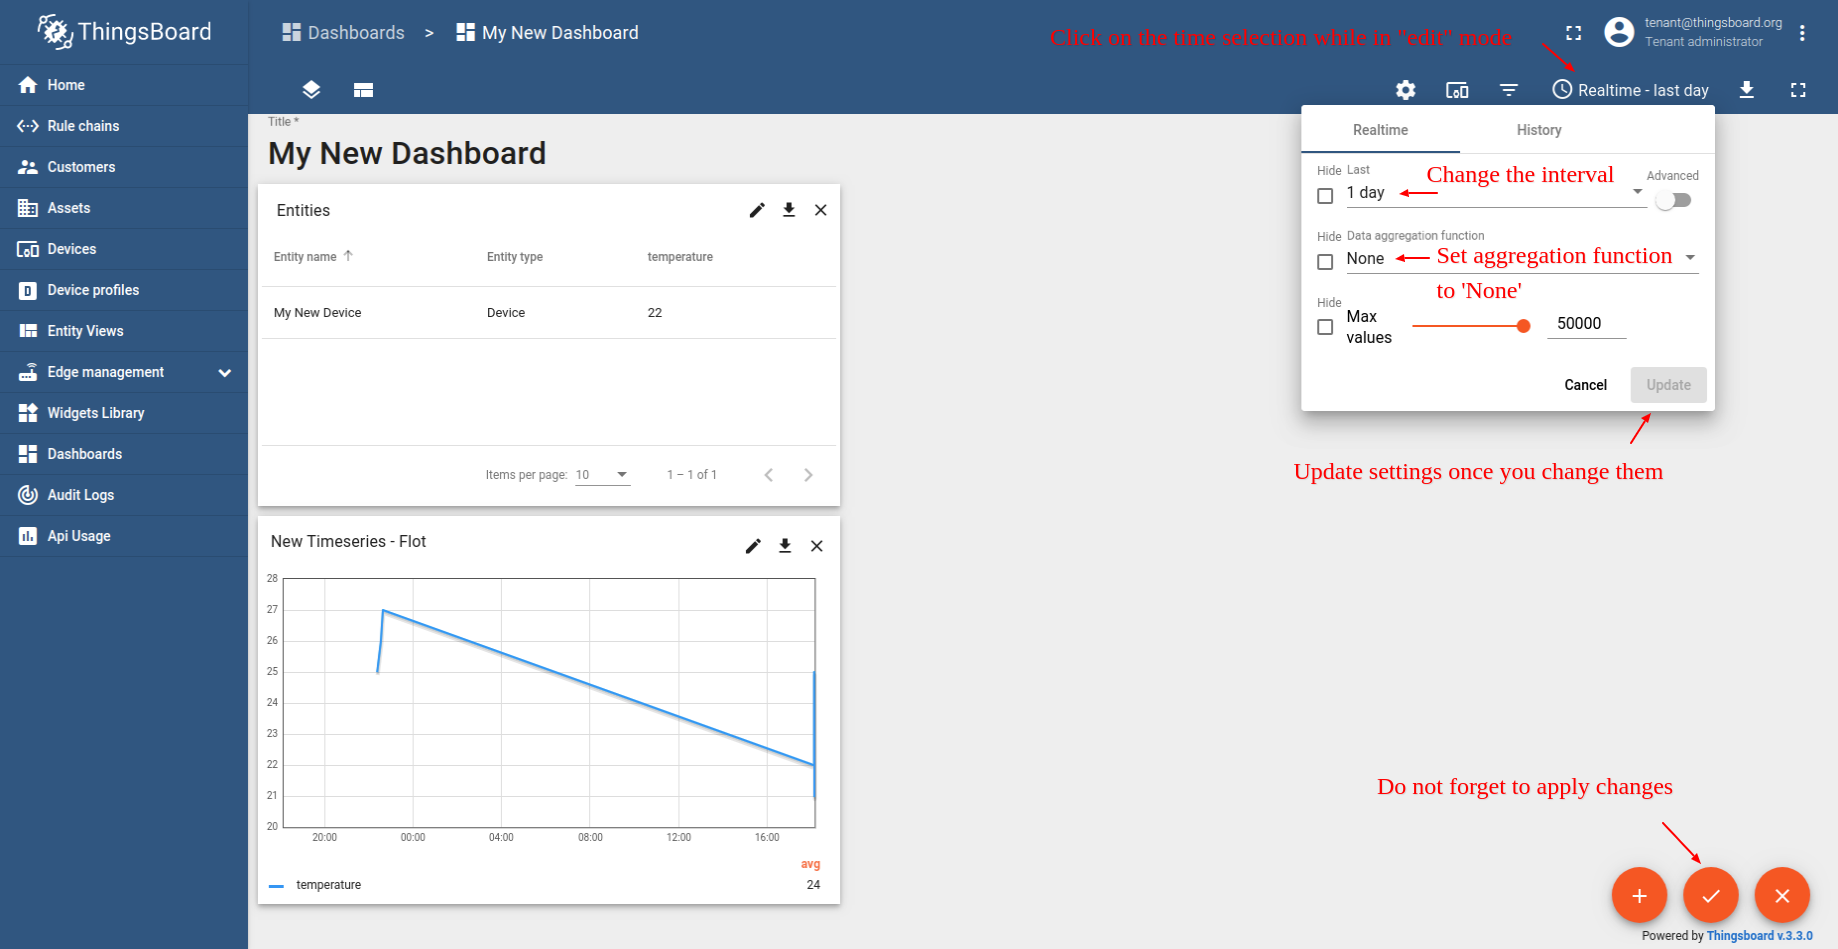 ThingsBoard
Dashboards > My New Dashboard
Click on the time selection while in "edit" mode
tenant@thingsboard.org
Tenant administrator
Home
Rule chains
Customers
Assets
Devices
Device profiles
Entity Views
Edge management
Widgets Library
Dashboards
Audit Logs
Api Usage
Realtime - last day
Title *
My New Dashboard
Entities
Entity name Entity type temperature
My New Device Device 22
Items per page: 10 1 – 1 of 1
New Timeseries - Flot
28
27
26
25
24
23
22
21
20
20:00 00:00 04:00 08:00 12:00 16:00
avg
temperature 24
Realtime History
Hide Last Advanced
1 day Change the interval
Hide Data aggregation function
None Set aggregation function
to 'None'
Hide
Max
values 50000
Cancel Update
Update settings once you change them
Do not forget to apply changes
Powered by Thingsboard v.3.3.0